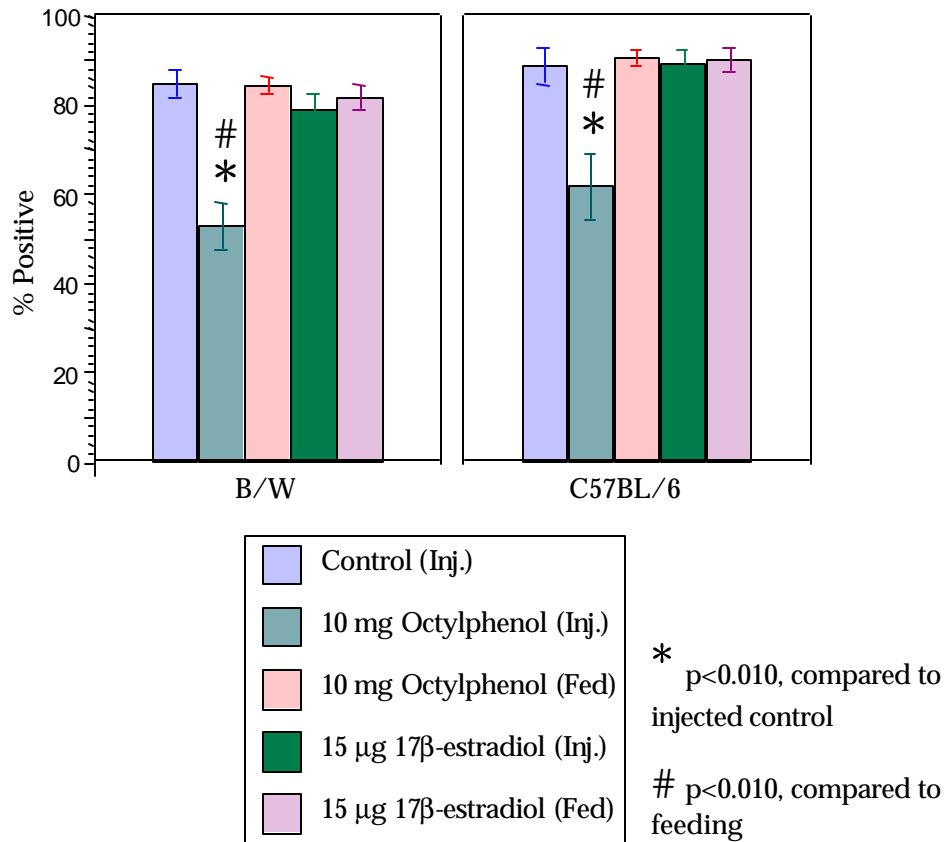 100
80
60
40
20
0
% Positive
#
*
#
*
B/W
C57BL/6
Control (Inj.)
10 mg Octylphenol (Inj.)
10 mg Octylphenol (Fed)
15 µg 17β-estradiol (Inj.)
15 µg 17β-estradiol (Fed)
* p<0.010, compared to
injected control
# p<0.010, compared to
feeding